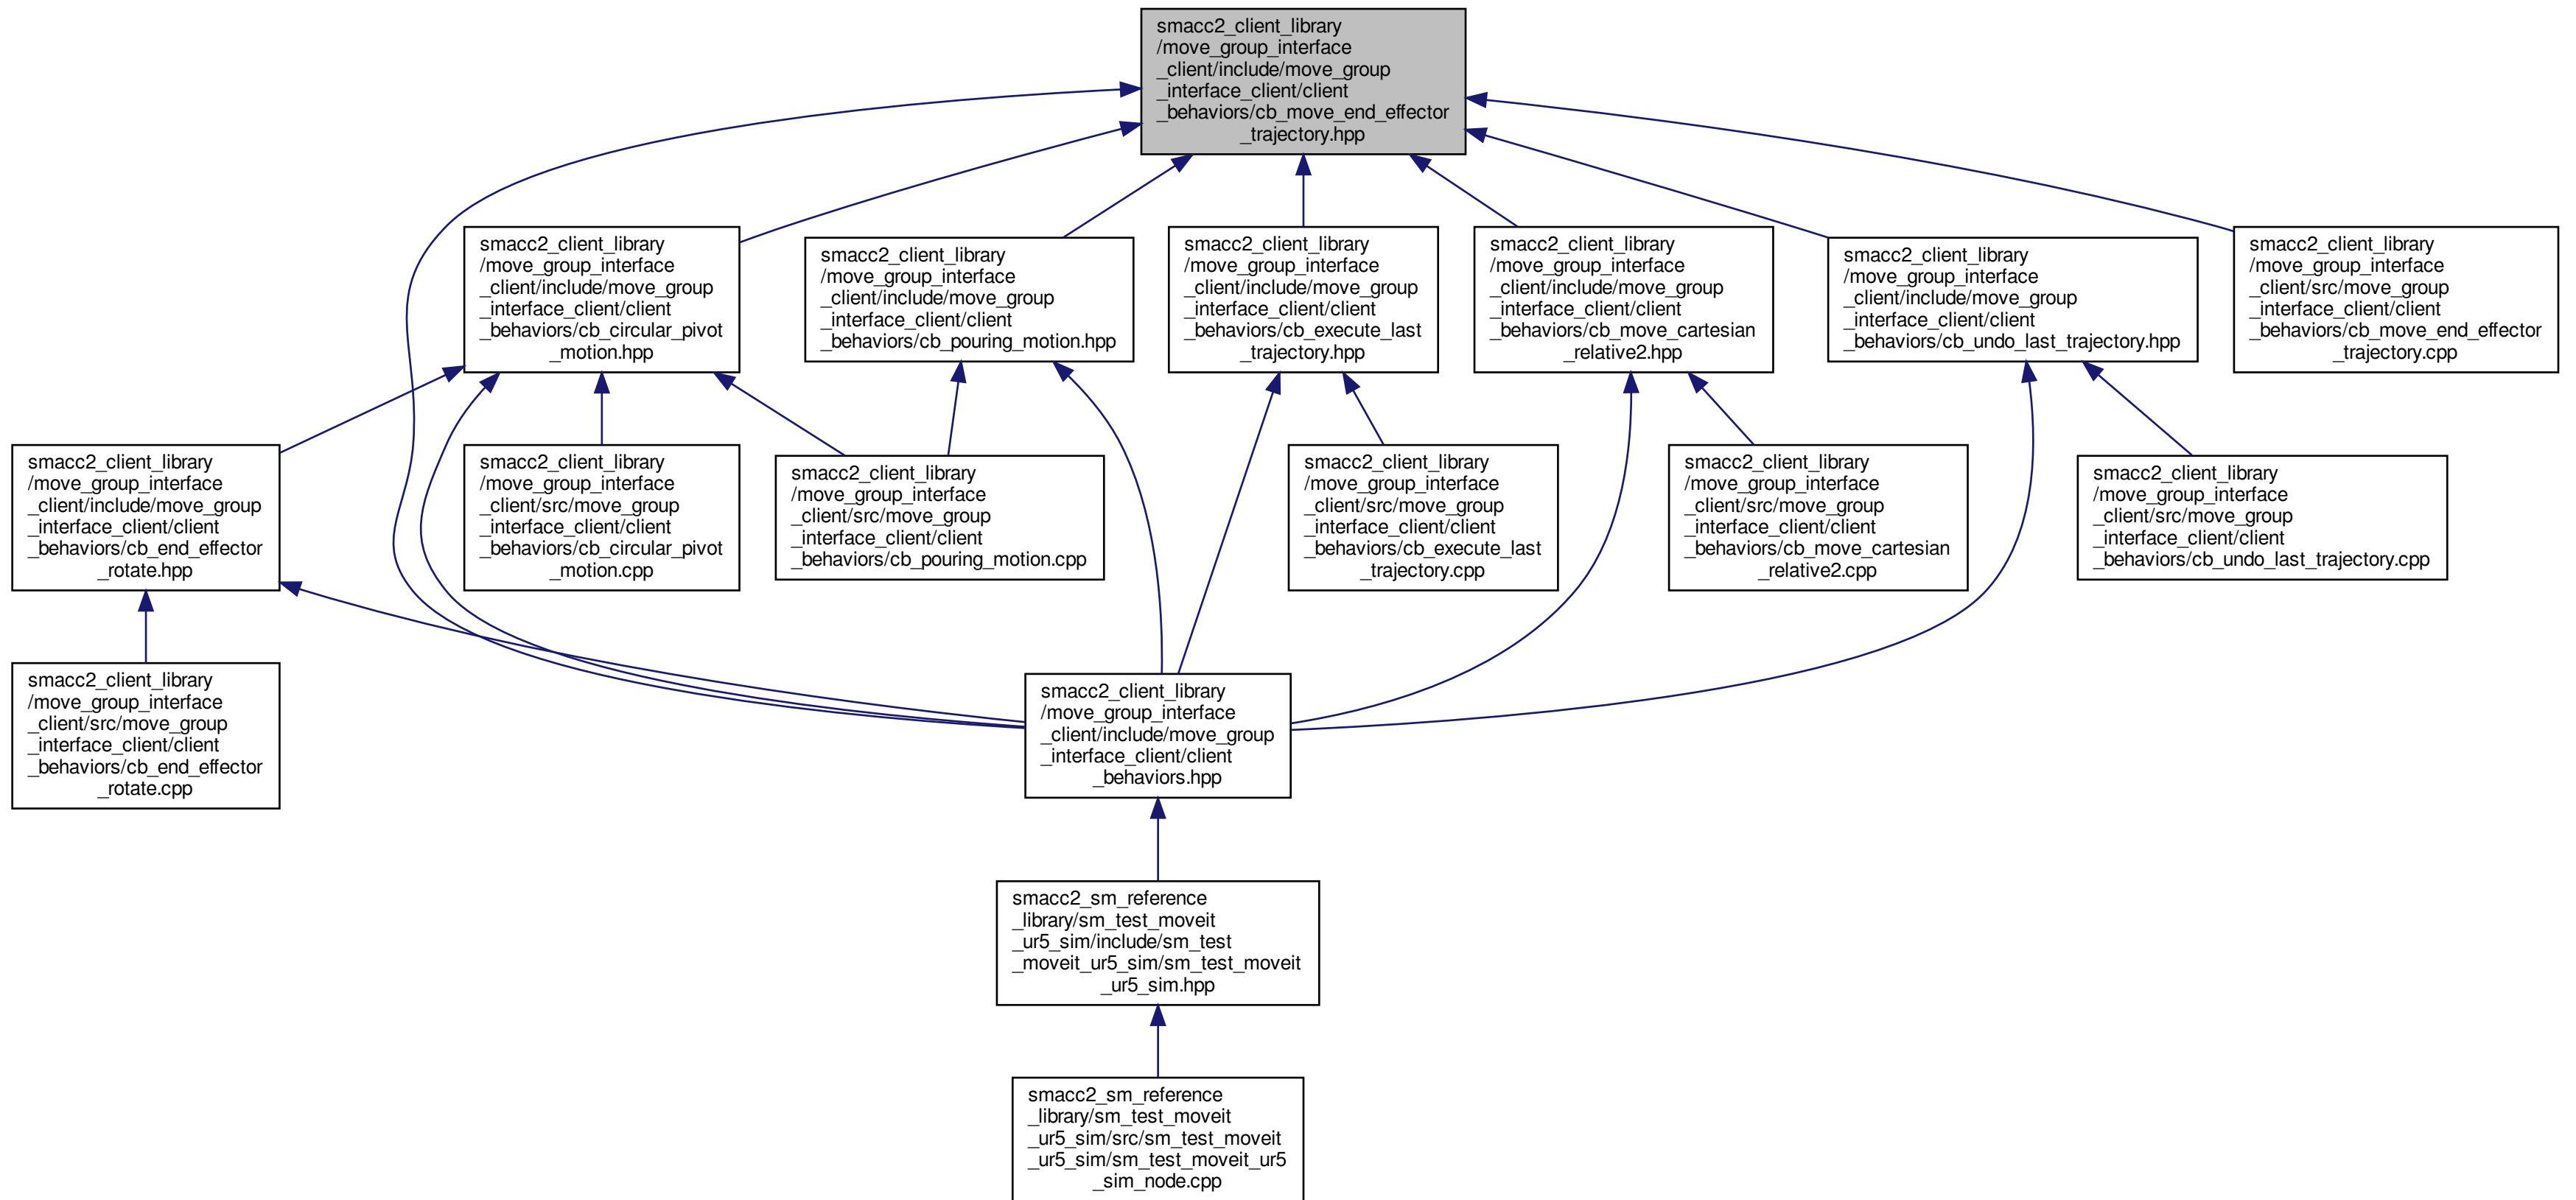 smacc2_client_library
/move_group_interface
_client/include/move_group
_interface_client/client
_behaviors/cb_move_end_effector
_trajectory.hpp
smacc2_client_library
/move_group_interface
_client/include/move_group
_interface_client/client
_behaviors/cb_circular_pivot
_motion.hpp
smacc2_client_library
/move_group_interface
_client/include/move_group
_interface_client/client
_behaviors/cb_pouring_motion.hpp
smacc2_client_library
/move_group_interface
_client/include/move_group
_interface_client/client
_behaviors/cb_execute_last
_trajectory.hpp
smacc2_client_library
/move_group_interface
_client/include/move_group
_interface_client/client
_behaviors/cb_move_cartesian
_relative2.hpp
smacc2_client_library
/move_group_interface
_client/include/move_group
_interface_client/client
_behaviors/cb_undo_last_trajectory.hpp
smacc2_client_library
/move_group_interface
_client/src/move_group
_interface_client/client
_behaviors/cb_move_end_effector
_trajectory.cpp
smacc2_client_library
/move_group_interface
_client/include/move_group
_interface_client/client
_behaviors/cb_end_effector
_rotate.hpp
smacc2_client_library
/move_group_interface
_client/src/move_group
_interface_client/client
_behaviors/cb_circular_pivot
_motion.cpp
smacc2_client_library
/move_group_interface
_client/src/move_group
_interface_client/client
_behaviors/cb_pouring_motion.cpp
smacc2_client_library
/move_group_interface
_client/src/move_group
_interface_client/client
_behaviors/cb_execute_last
_trajectory.cpp
smacc2_client_library
/move_group_interface
_client/src/move_group
_interface_client/client
_behaviors/cb_move_cartesian
_relative2.cpp
smacc2_client_library
/move_group_interface
_client/src/move_group
_interface_client/client
_behaviors/cb_undo_last_trajectory.cpp
smacc2_client_library
/move_group_interface
_client/src/move_group
_interface_client/client
_behaviors/cb_end_effector
_rotate.cpp
smacc2_client_library
/move_group_interface
_client/include/move_group
_interface_client/client
_behaviors.hpp
smacc2_sm_reference
_library/sm_test_moveit
_ur5_sim/include/sm_test
_moveit_ur5_sim/sm_test_moveit
_ur5_sim.hpp
smacc2_sm_reference
_library/sm_test_moveit
_ur5_sim/src/sm_test_moveit
_ur5_sim/sm_test_moveit_ur5
_sim_node.cpp